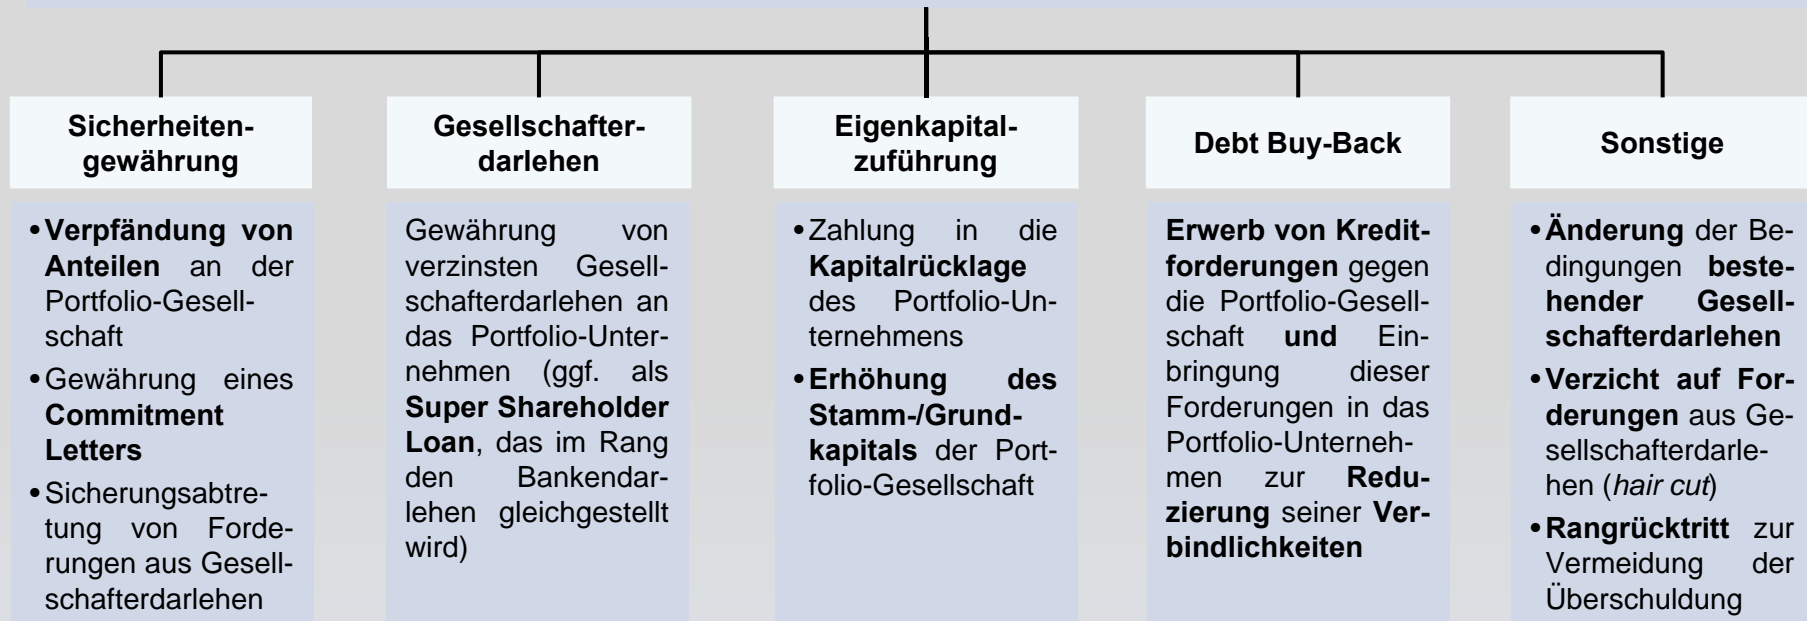 Sicherheiten-
gewährung
Gesellschafter-
darlehen
Eigenkapital-
zuführung
Debt Buy-Back
Sonstige
•Verpfändung von
Anteilen an der
Portfolio-Gesell-
schaft
•Gewährung eines
Commitment
Letters
•Sicherungsabtre-
tung von Forde-
rungen aus Gesell-
schafterdarlehen
Gewährung von
verzinsten Gesell-
schafterdarlehen an
das Portfolio-Unter-
nehmen (ggf. als
Super Shareholder
Loan, das im Rang
den Bankendar-
lehen gleichgestellt
wird)
•Zahlung in die
Kapitalrücklage
des Portfolio-Un-
ternehmens
•Erhöhung des
Stamm-/Grund-
kapitals der Port-
folio-Gesellschaft
Erwerb von Kredit-
forderungen gegen
die Portfolio-Gesell-
schaft und Ein-
bringung dieser
Forderungen in das
Portfolio-Unterneh-
men zur Redu-
zierung seiner Ver-
bindlichkeiten
•Änderung der Be-
dingungen beste-
hender Gesell-
schafterdarlehen
•Verzicht auf For-
derungen aus Ge-
sellschafterdarle-
hen (hair cut)
•Rangrücktritt zur
Vermeidung der
Überschuldung